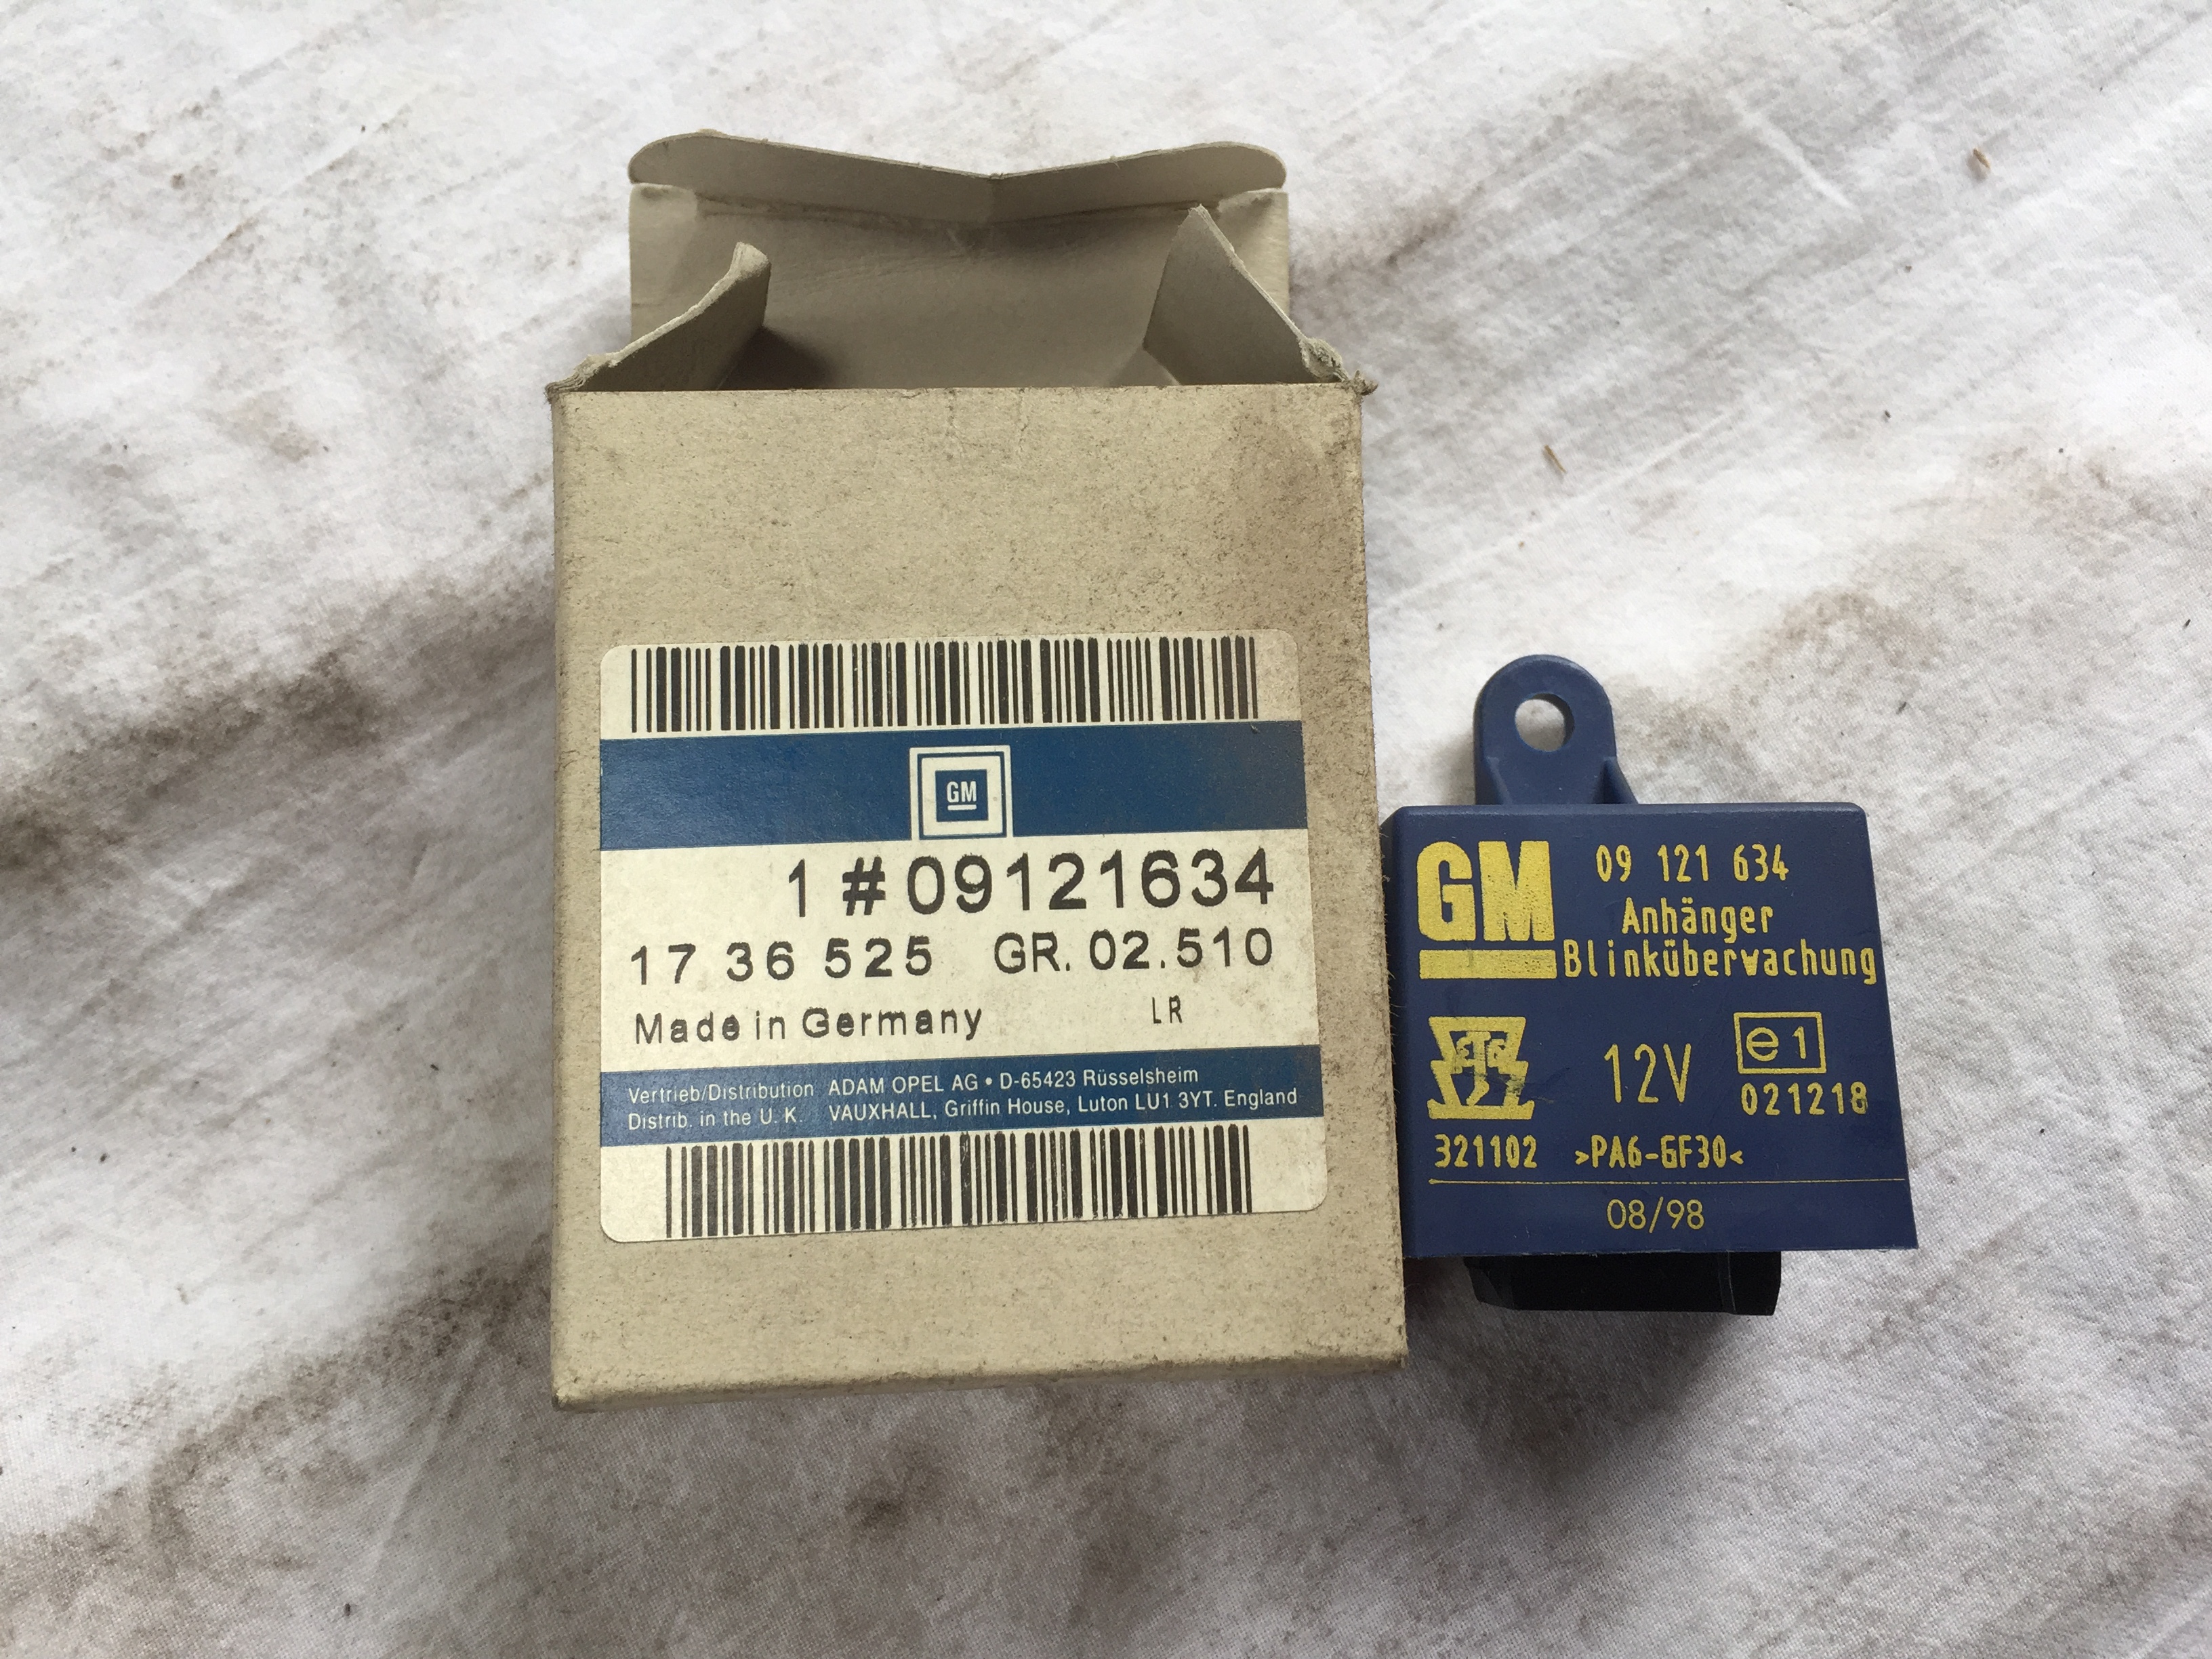 GM
1 #09121634
17 36 525 GR. 02.510
Made in Germany LR
Vertrieb/Distribution ADAM OPEL AG • D-65423 Rüsselsheim
Distrib. in the U. K. VAUXHALL, Griffin House, Luton LU1 3YT. England
GM
09 121 634
Anhänger
Blinküberwachung
12V
e1
021218
321102 >PA6-GF30<
08/98